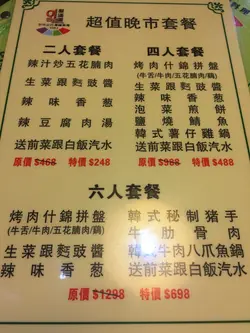 超值晚市套餐
二人套餐
辣汁炒五花腩肉
生菜跟麪豉醬
辣味香葱
辣豆腐肉湯
送前菜跟白飯汽水
原價 $468 特價 $248
四人套餐
烤肉什錦拼盤
(牛舌/牛肉/五花腩肉/鷄)
生菜跟麪豉醬
辣味香葱
泡菜煎餅
鹽燒鯖魚
韓式薯仔雞鍋
送前菜跟白飯汽水
原價 $988 特價 $488
六人套餐
烤肉什錦拼盤
(牛舌/牛肉/五花腩肉/鷄)
生菜跟麪豉醬
辣味香葱
韓式秘制豬手
牛肋骨肉
韓式牛肉八爪魚鍋
送前菜跟白飯汽水
原價 $1298 特價 $698